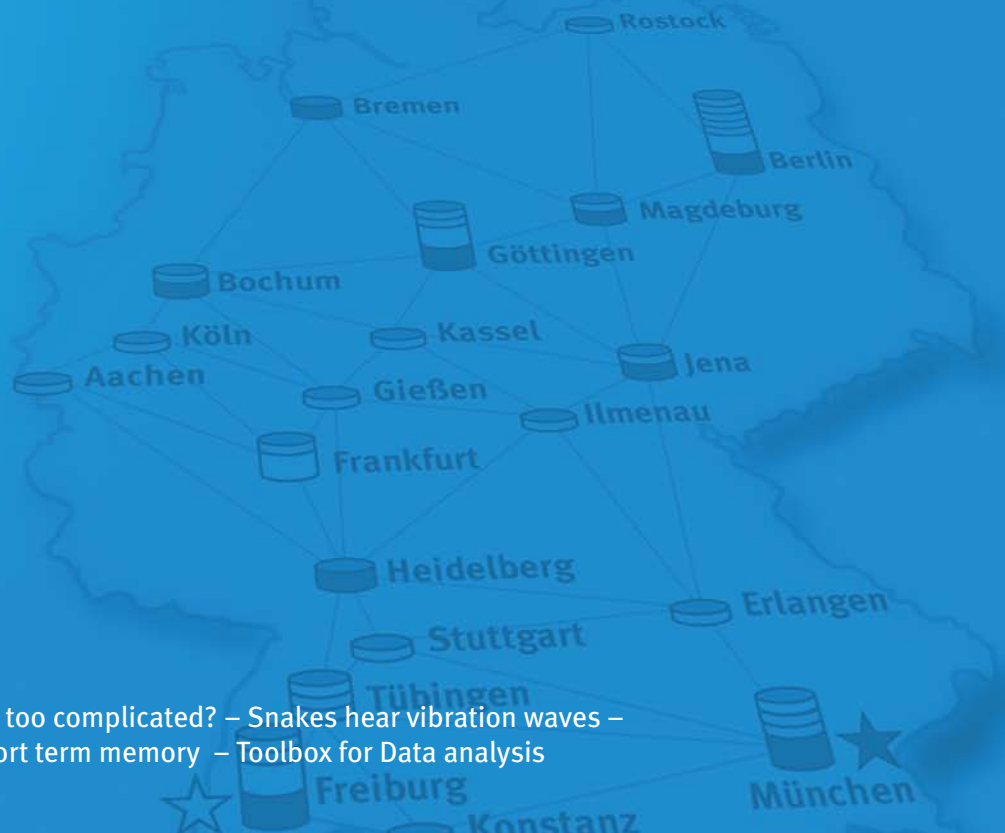 Rostock
Bremen
Berlin
Magdeburg
Göttingen
Bochum
Köln
Kassel
Jena
Aachen
Gießen
Ilmenau
Frankfurt
Heidelberg
Erlangen
Stuttgart
Tübingen
too complicated? – Snakes hear vibration waves –
term memory – Toolbox for Data analysis
Freiburg
München
Konstanz